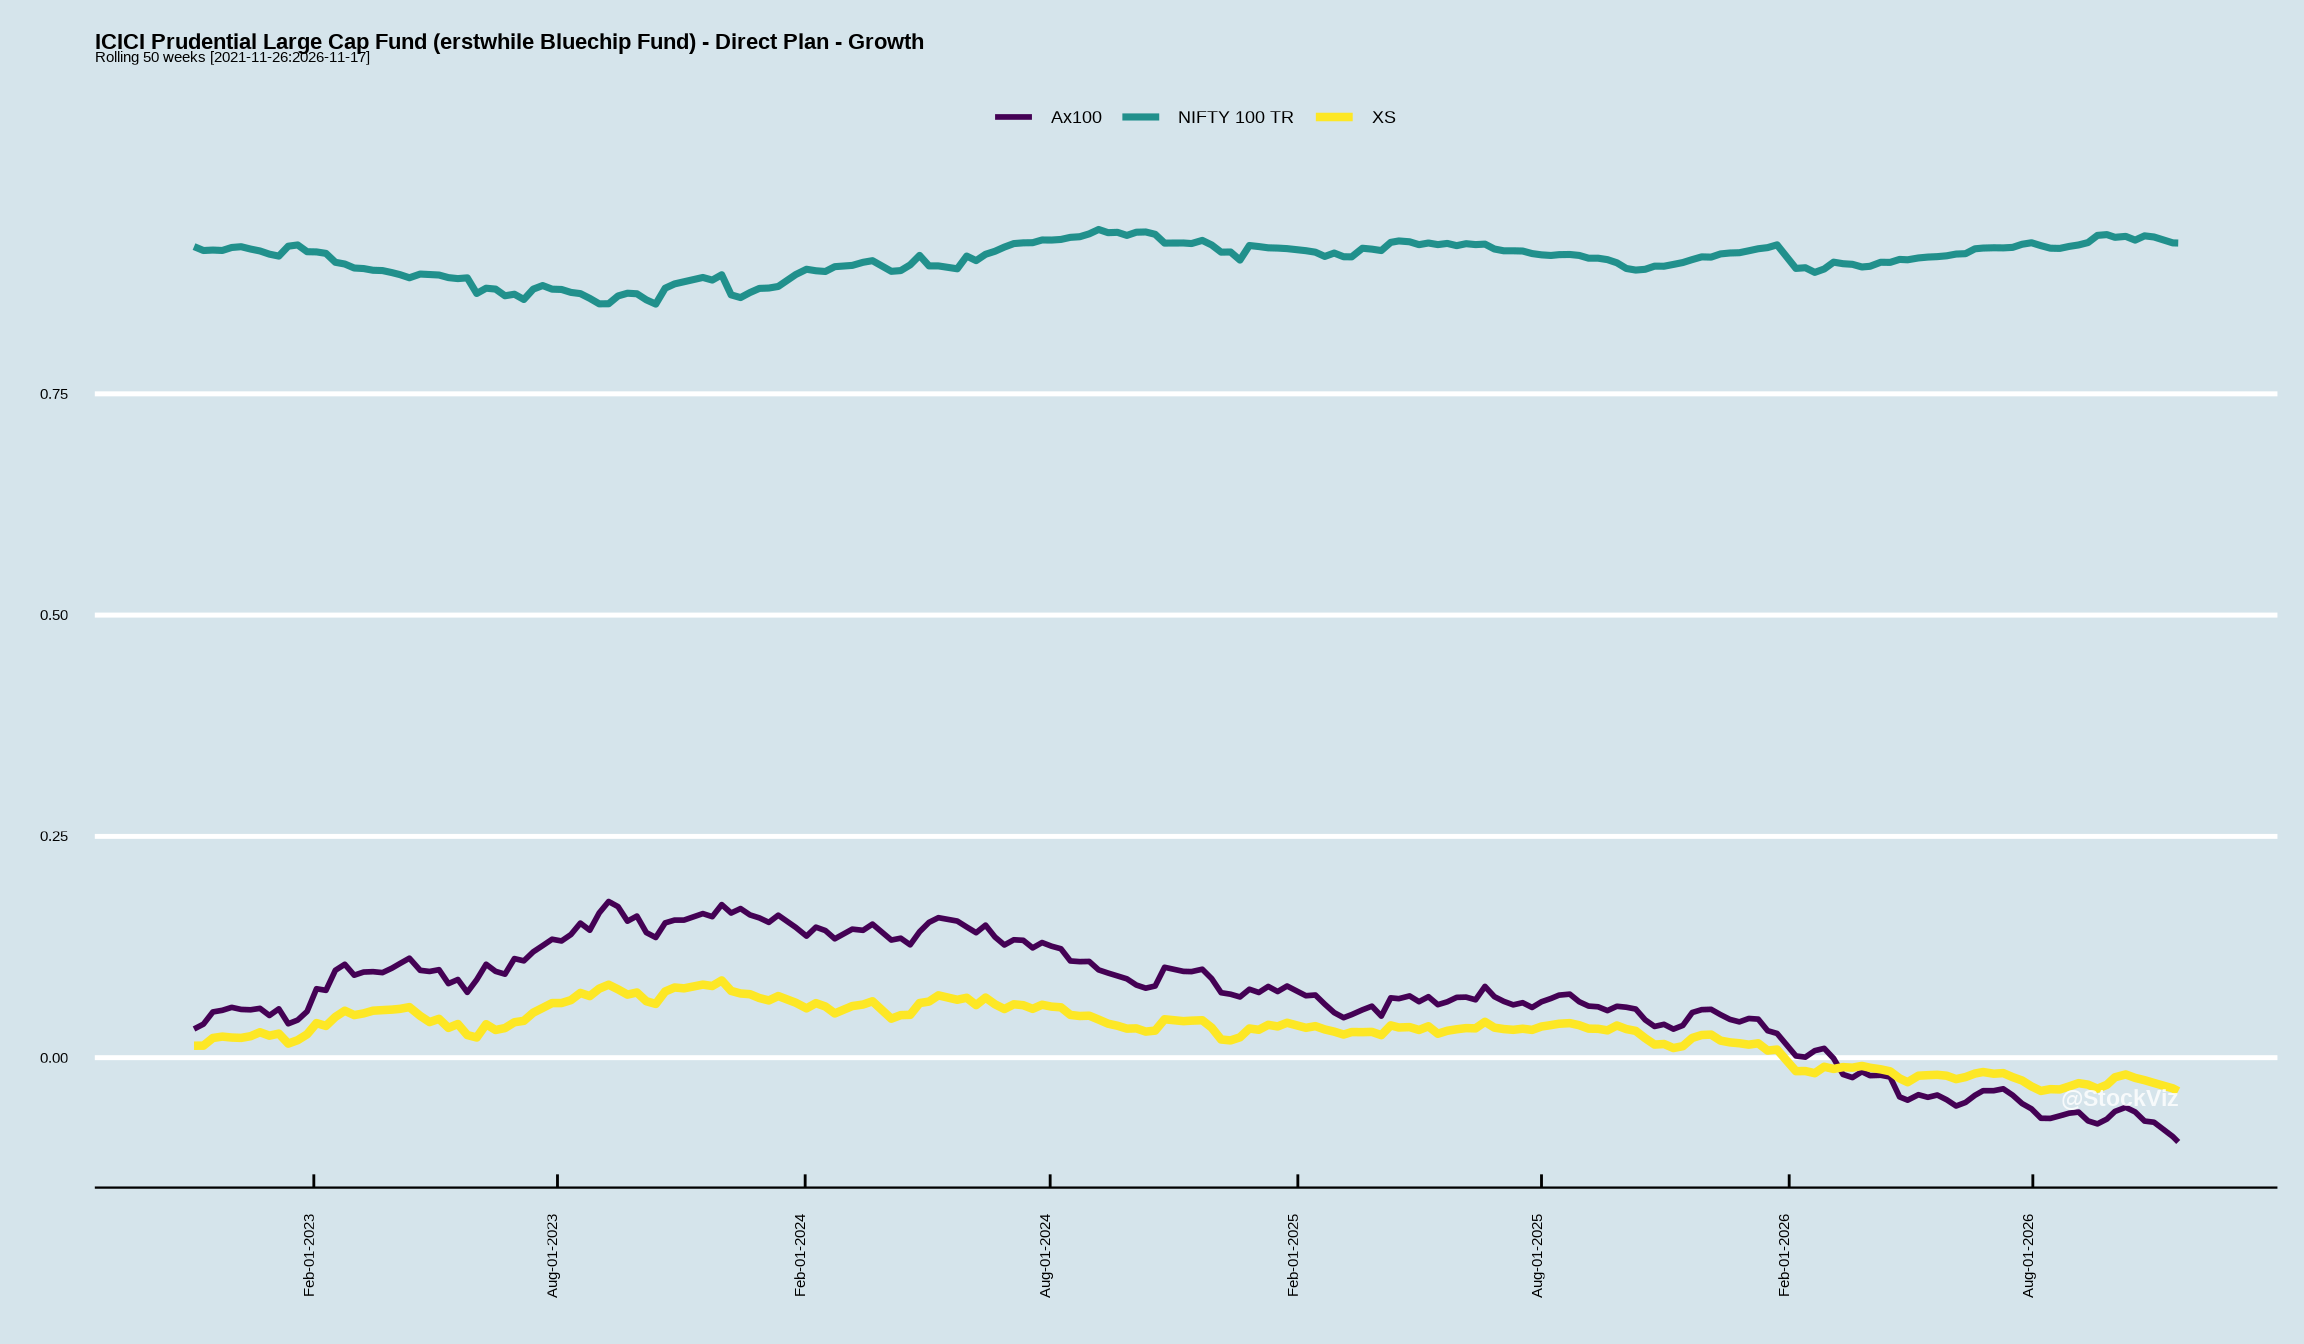 ICICI Prudential Large Cap Fund (erstwhile Bluechip Fund) - Direct Plan - Growth
Rolling 50 weeks [2021-11-26:2026-11-17]
Ax100 NIFTY 100 TR XS
0.75
0.50
0.25
0.00
@StockViz
Feb-01-2023 Aug-01-2023 Feb-01-2024 Aug-01-2024 Feb-01-2025 Aug-01-2025 Feb-01-2026 Aug-01-2026